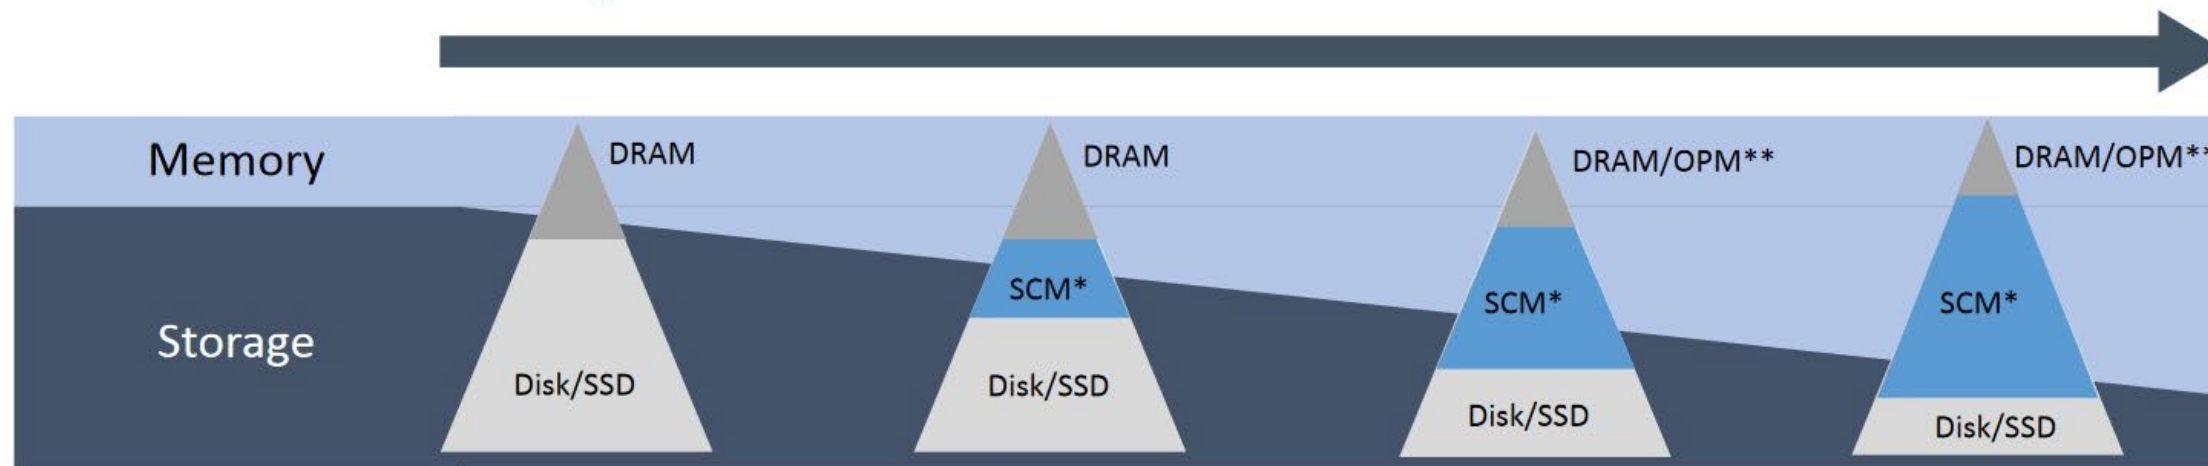 Memory
DRAM
DRAM
DRAM/OPM**
DRAM/OPM**
SCM*
SCM*
SCM*
Storage
Disk/SSD
Disk/SSD
Disk/SSD
Disk/SSD